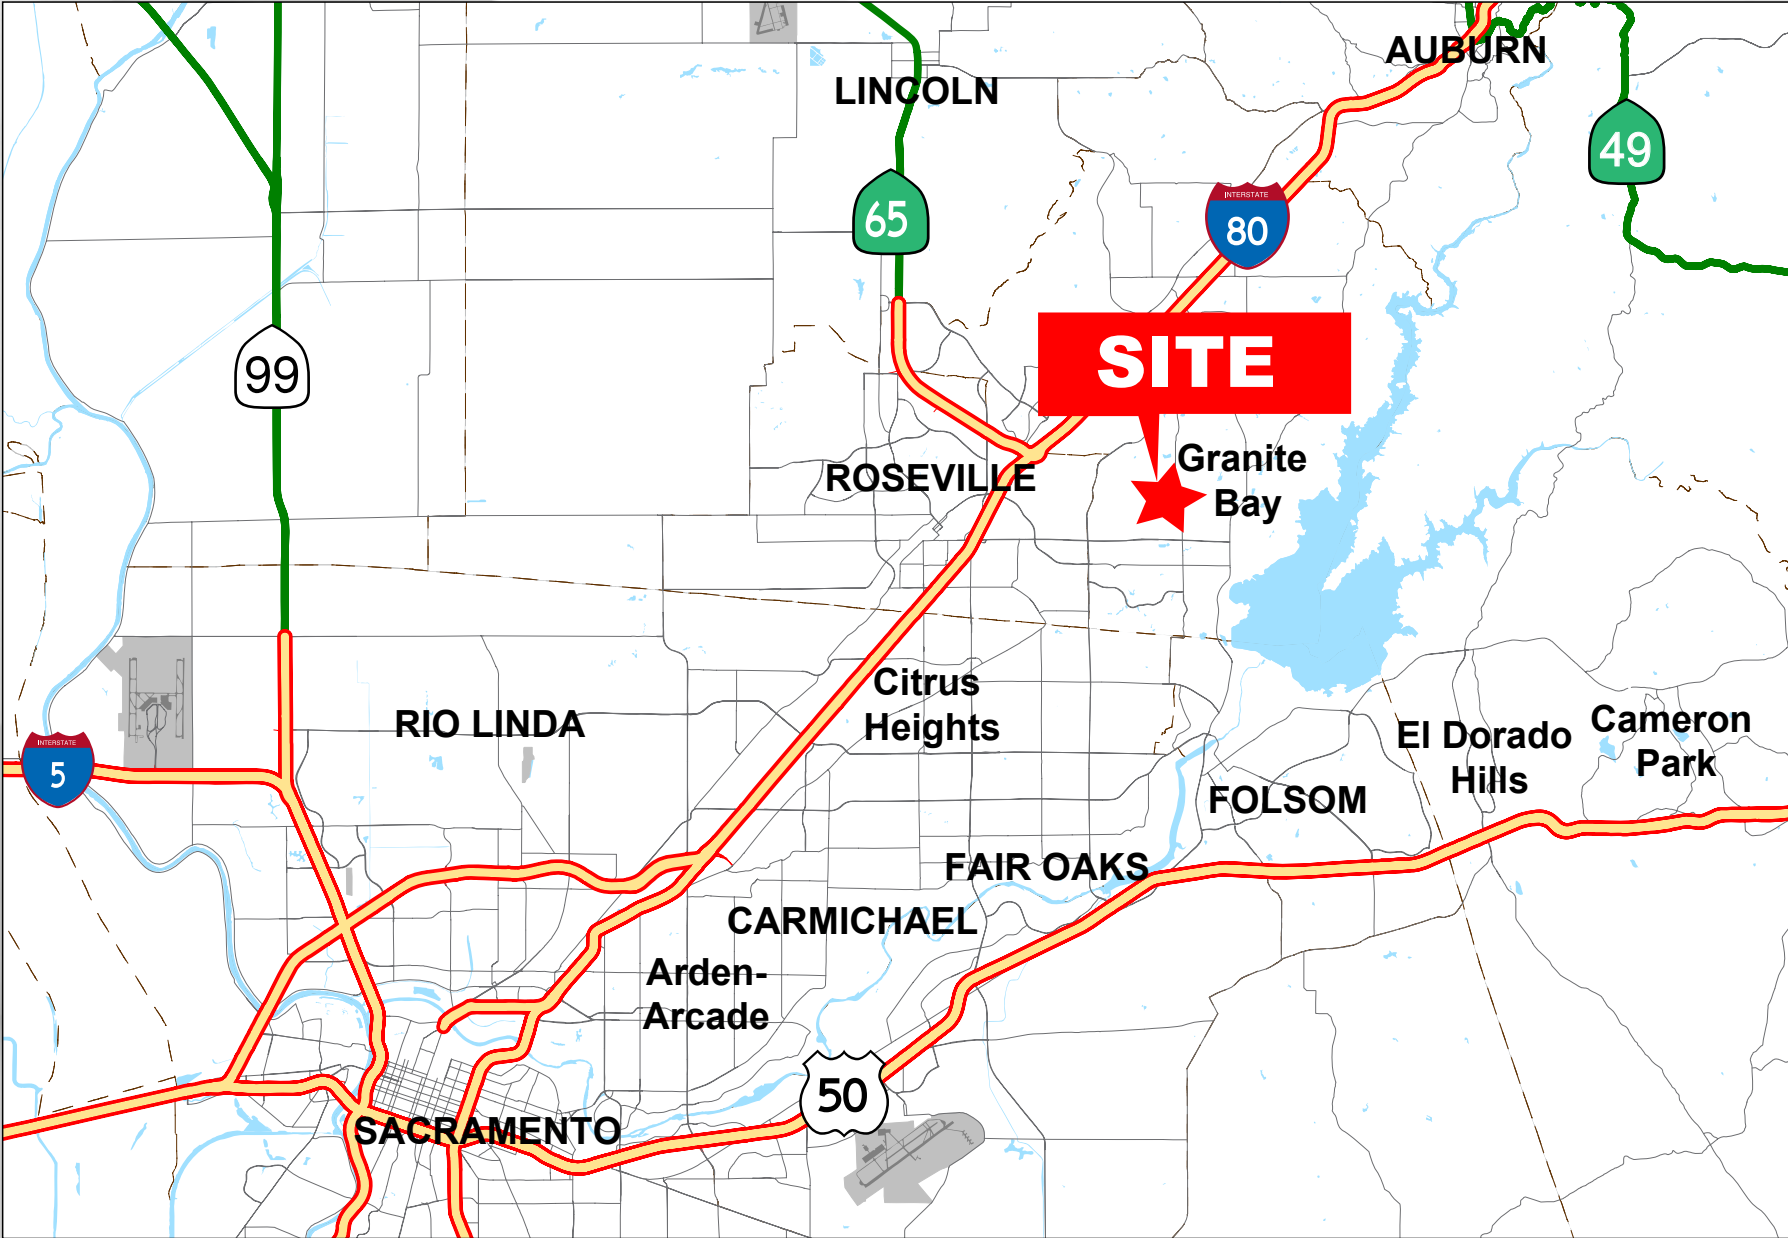 AUBURN
LINCOLN
49
65
INTERSTATE
80
SITE
99
Granite
Bay
ROSEVILLE
Citrus
Heights
RIO LINDA
El Dorado
Hills
Cameron
Park
INTERSTATE
5
FOLSOM
FAIR OAKS
CARMICHAEL
Arden-
Arcade
50
SACRAMENTO